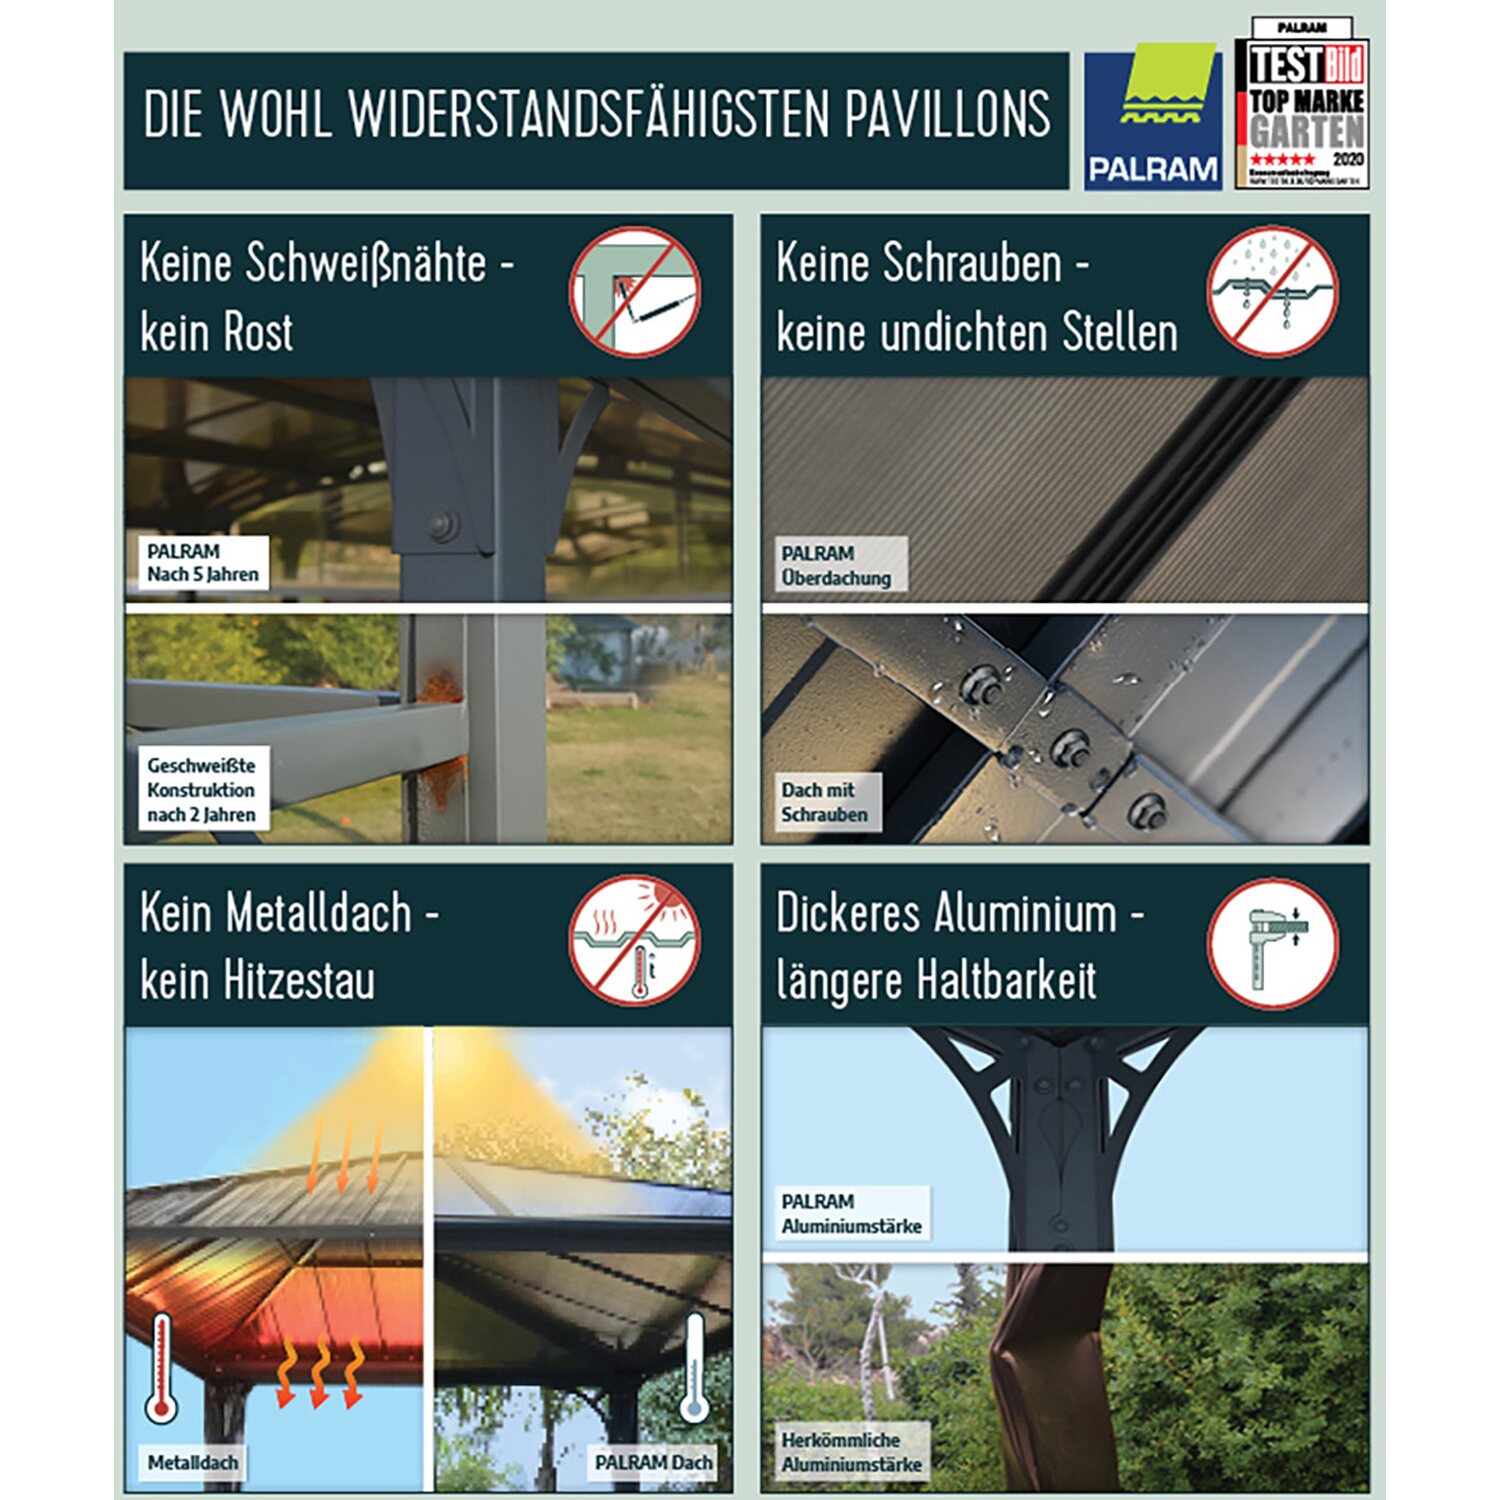 DIE WOHL WIDERSTANDSFÄHIGSTEN PAVILLONS
PALRAM
PALRAM
TEST Bild
TOP MARKE
GARTEN
2020
Keine Schweißnähte -
kein Rost
PALRAM
Nach 5 Jahren
Geschweißte
Konstruktion
nach 2 Jahren
Keine Schrauben -
keine undichten Stellen
PALRAM
Überdachung
Dach mit
Schrauben
Kein Metalldach -
kein Hitzestau
Metalldach
PALRAM Dach
Dickeres Aluminium -
längere Haltbarkeit
PALRAM
Aluminiumstärke
Herkömmliche
Aluminiumstärke